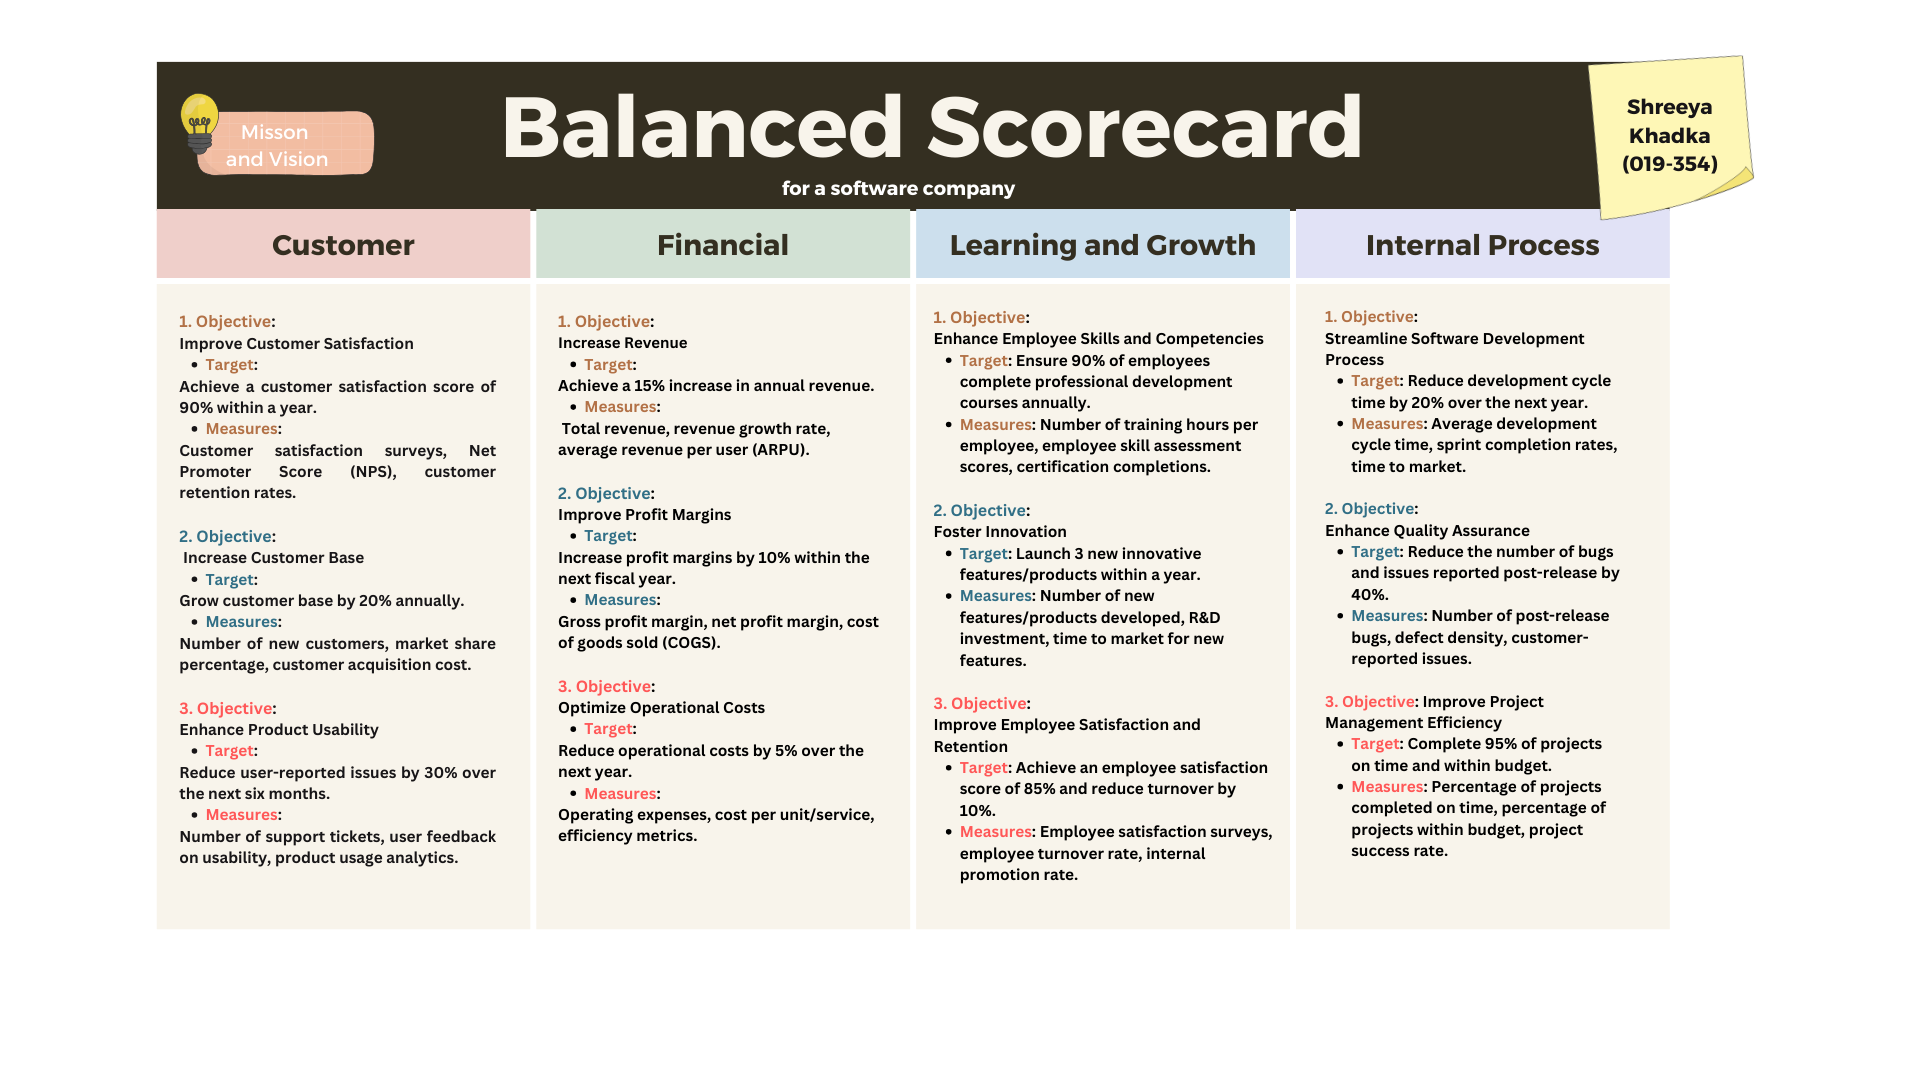 Misson
and Vision
Balanced Scorecard
for a software company
Shreeya
Khadka
(019-354)
Customer
1. Objective:
Improve Customer Satisfaction
• Target:
Achieve a customer satisfaction score of
90% within a year.
• Measures:
Customer satisfaction surveys, Net
Promoter Score (NPS), customer
retention rates.
2. Objective:
Increase Customer Base
• Target:
Grow customer base by 20% annually.
• Measures:
Number of new customers, market share
percentage, customer acquisition cost.
3. Objective:
Enhance Product Usability
• Target:
Reduce user-reported issues by 30% over
the next six months.
• Measures:
Number of support tickets, user feedback
on usability, product usage analytics.
Financial
1. Objective:
Increase Revenue
• Target:
Achieve a 15% increase in annual revenue.
• Measures:
Total revenue, revenue growth rate,
average revenue per user (ARPU).
2. Objective:
Improve Profit Margins
• Target:
Increase profit margins by 10% within the
next fiscal year.
• Measures:
Gross profit margin, net profit margin, cost
of goods sold (COGS).
3. Objective:
Optimize Operational Costs
• Target:
Reduce operational costs by 5% over the
next year.
• Measures:
Operating expenses, cost per unit/service,
efficiency metrics.
Learning and Growth
1. Objective:
Enhance Employee Skills and Competencies
• Target: Ensure 90% of employees
complete professional development
courses annually.
• Measures: Number of training hours per
employee, employee skill assessment
scores, certification completions.
2. Objective:
Foster Innovation
• Target: Launch 3 new innovative
features/products within a year.
• Measures: Number of new
features/products developed, R&D
investment, time to market for new
features.
3. Objective:
Improve Employee Satisfaction and
Retention
• Target: Achieve an employee satisfaction
score of 85% and reduce turnover by
10%.
• Measures: Employee satisfaction surveys,
employee turnover rate, internal
promotion rate.
Internal Process
1. Objective:
Streamline Software Development
Process
• Target: Reduce development cycle
time by 20% over the next year.
• Measures: Average development
cycle time, sprint completion rates,
time to market.
2. Objective:
Enhance Quality Assurance
• Target: Reduce the number of bugs
and issues reported post-release by
40%.
• Measures: Number of post-release
bugs, defect density, customer-
reported issues.
3. Objective: Improve Project
Management Efficiency
• Target: Complete 95% of projects
on time and within budget.
• Measures: Percentage of projects
completed on time, percentage of
projects within budget, project
success rate.